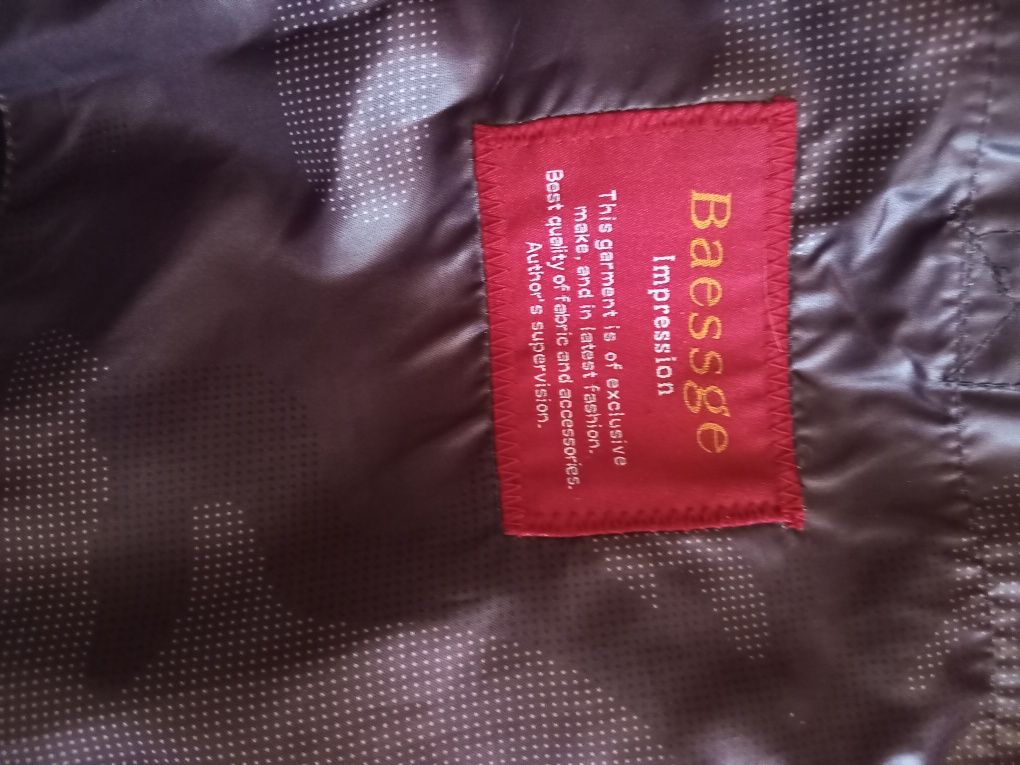 Baessge
Impression
This garment is of exclusive
make, and in latest fashion.
Best quality of fabric and accessories.
Author's supervision.